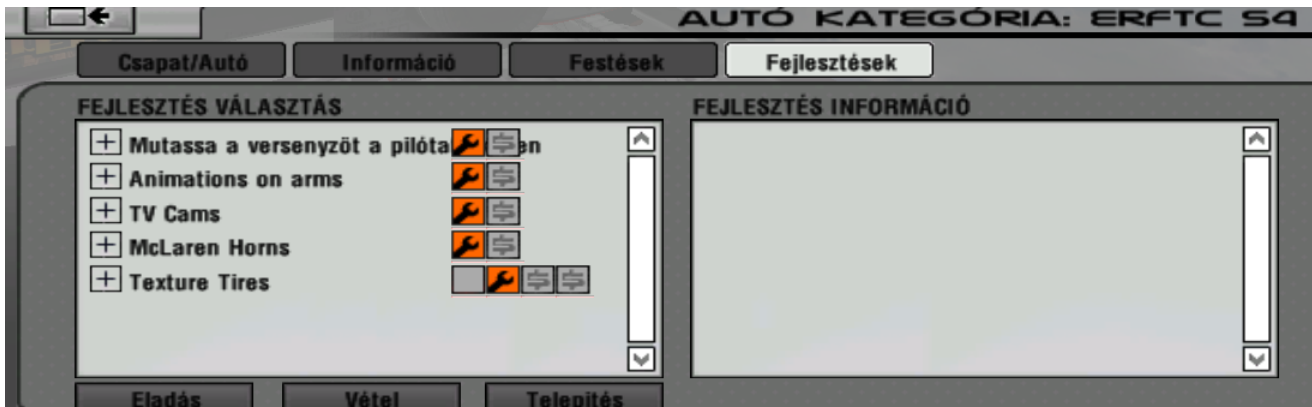 AUTÓ KATEGÓRIA: ERFTC S4
Csapat/Autó Információ Festések Fejlesztések
FEJLESZTÉS VÁLASZTÁS FEJLESZTÉS INFORMÁCIÓ
Mutassa a versenyzöt a pilóta
Animations on arms
TV Cams
McLaren Horns
Texture Tires
Eladás Vétel Telepítés